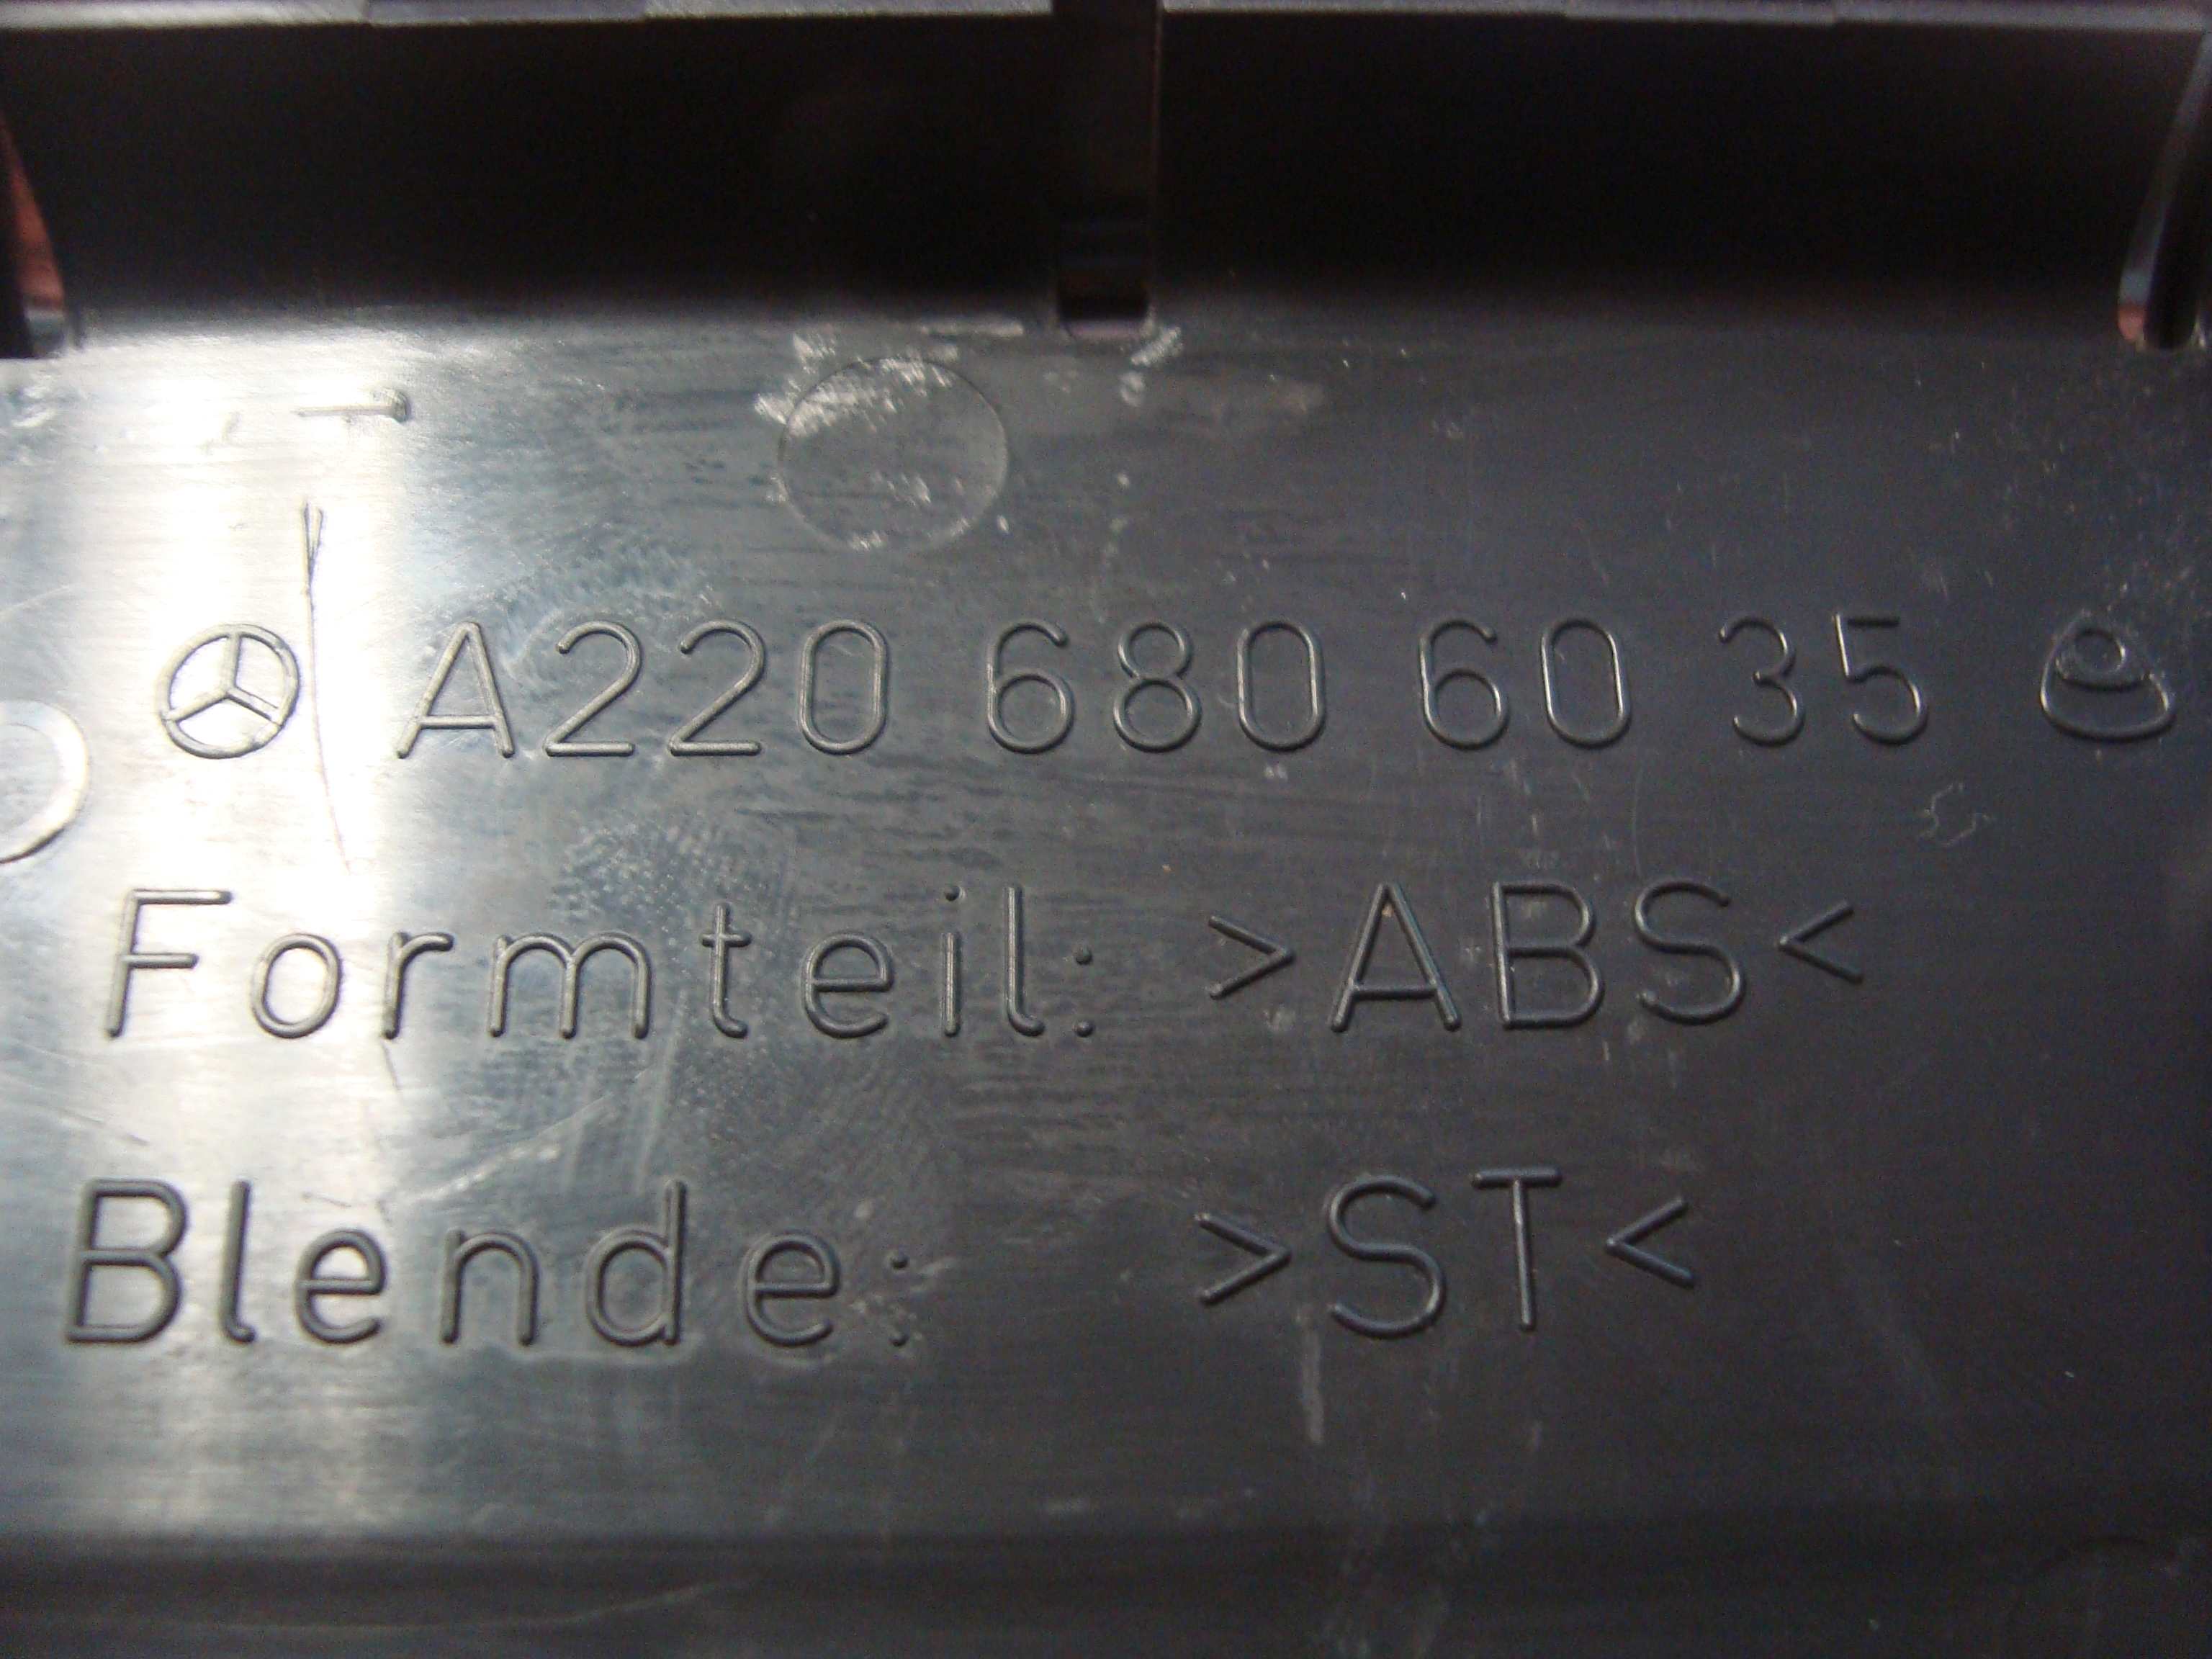 A220 680 60 35
Formteil: >ABS<
Blende: >ST<